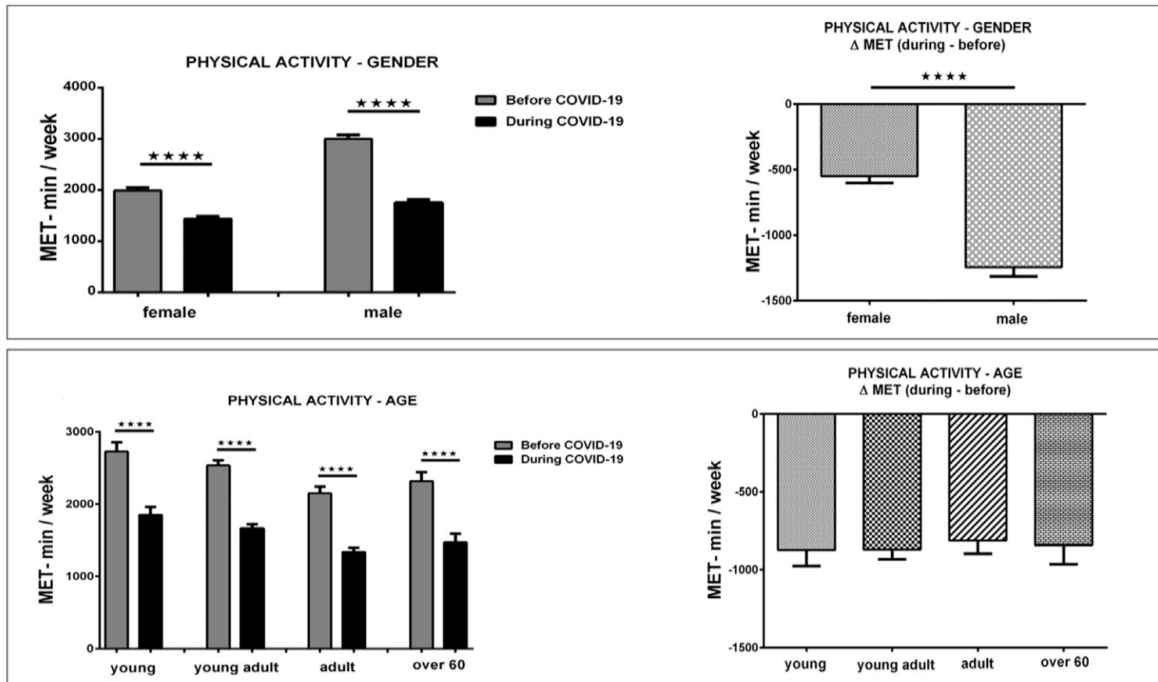 PHYSICAL ACTIVITY - GENDER
4000
3000
2000
1000
0
MET- min / week
★★★★
★★★★
female
male
Before COVID-19
During COVID-19
PHYSICAL ACTIVITY - GENDER
Δ MET (during - before)
★★★★
0
-500
-1000
-1500
MET- min / week
female
male
PHYSICAL ACTIVITY - AGE
3000
2000
1000
0
MET- min / week
★★★★
★★★★
★★★★
★★★★
young
young adult
adult
over 60
Before COVID-19
During COVID-19
PHYSICAL ACTIVITY - AGE
Δ MET (during - before)
0
-500
-1000
-1500
MET- min / week
young
young adult
adult
over 60